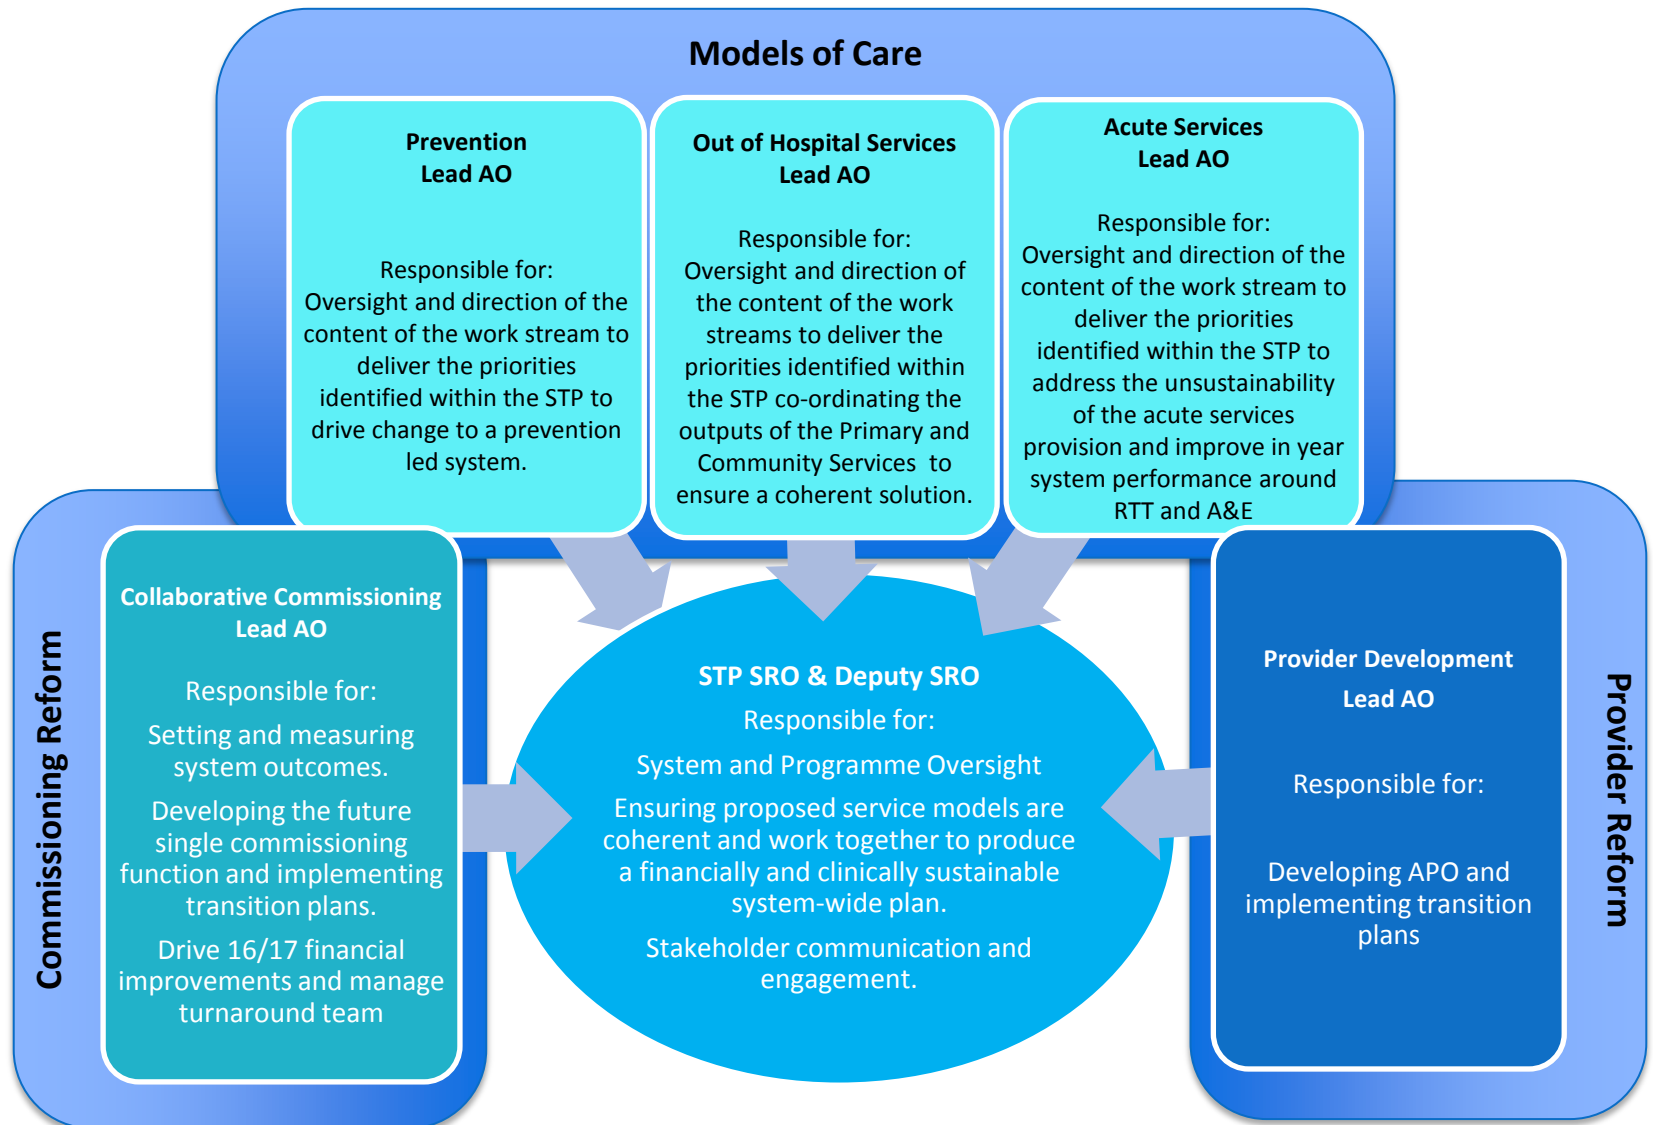 Models of Care
Prevention
Lead AO
Responsible for:
Oversight and direction of the
content of the work stream to
deliver the priorities
identified within the STP to
drive change to a prevention
led system.
Out of Hospital Services
Lead AO
Responsible for:
Oversight and direction of
the content of the work
streams to deliver the
priorities identified within
the STP co-ordinating the
outputs of the Primary and
Community Services to
ensure a coherent solution.
Acute Services
Lead AO
Responsible for:
Oversight and direction of the
content of the work stream to
deliver the priorities
identified within the STP to
address the unsustainability
of the acute services
provision and improve in year
system performance around
RTT and A&E
Commissioning Reform
Collaborative Commissioning
Lead AO
Responsible for:
Setting and measuring
system outcomes.
Developing the future
single commissioning
function and implementing
transition plans.
Drive 16/17 financial
improvements and manage
turnaround team
STP SRO & Deputy SRO
Responsible for:
System and Programme Oversight
Ensuring proposed service models are
coherent and work together to produce
a financially and clinically sustainable
system-wide plan.
Stakeholder communication and
engagement.
Provider Development
Lead AO
Responsible for:
Developing APO and
implementing transition
plans
Provider Reform